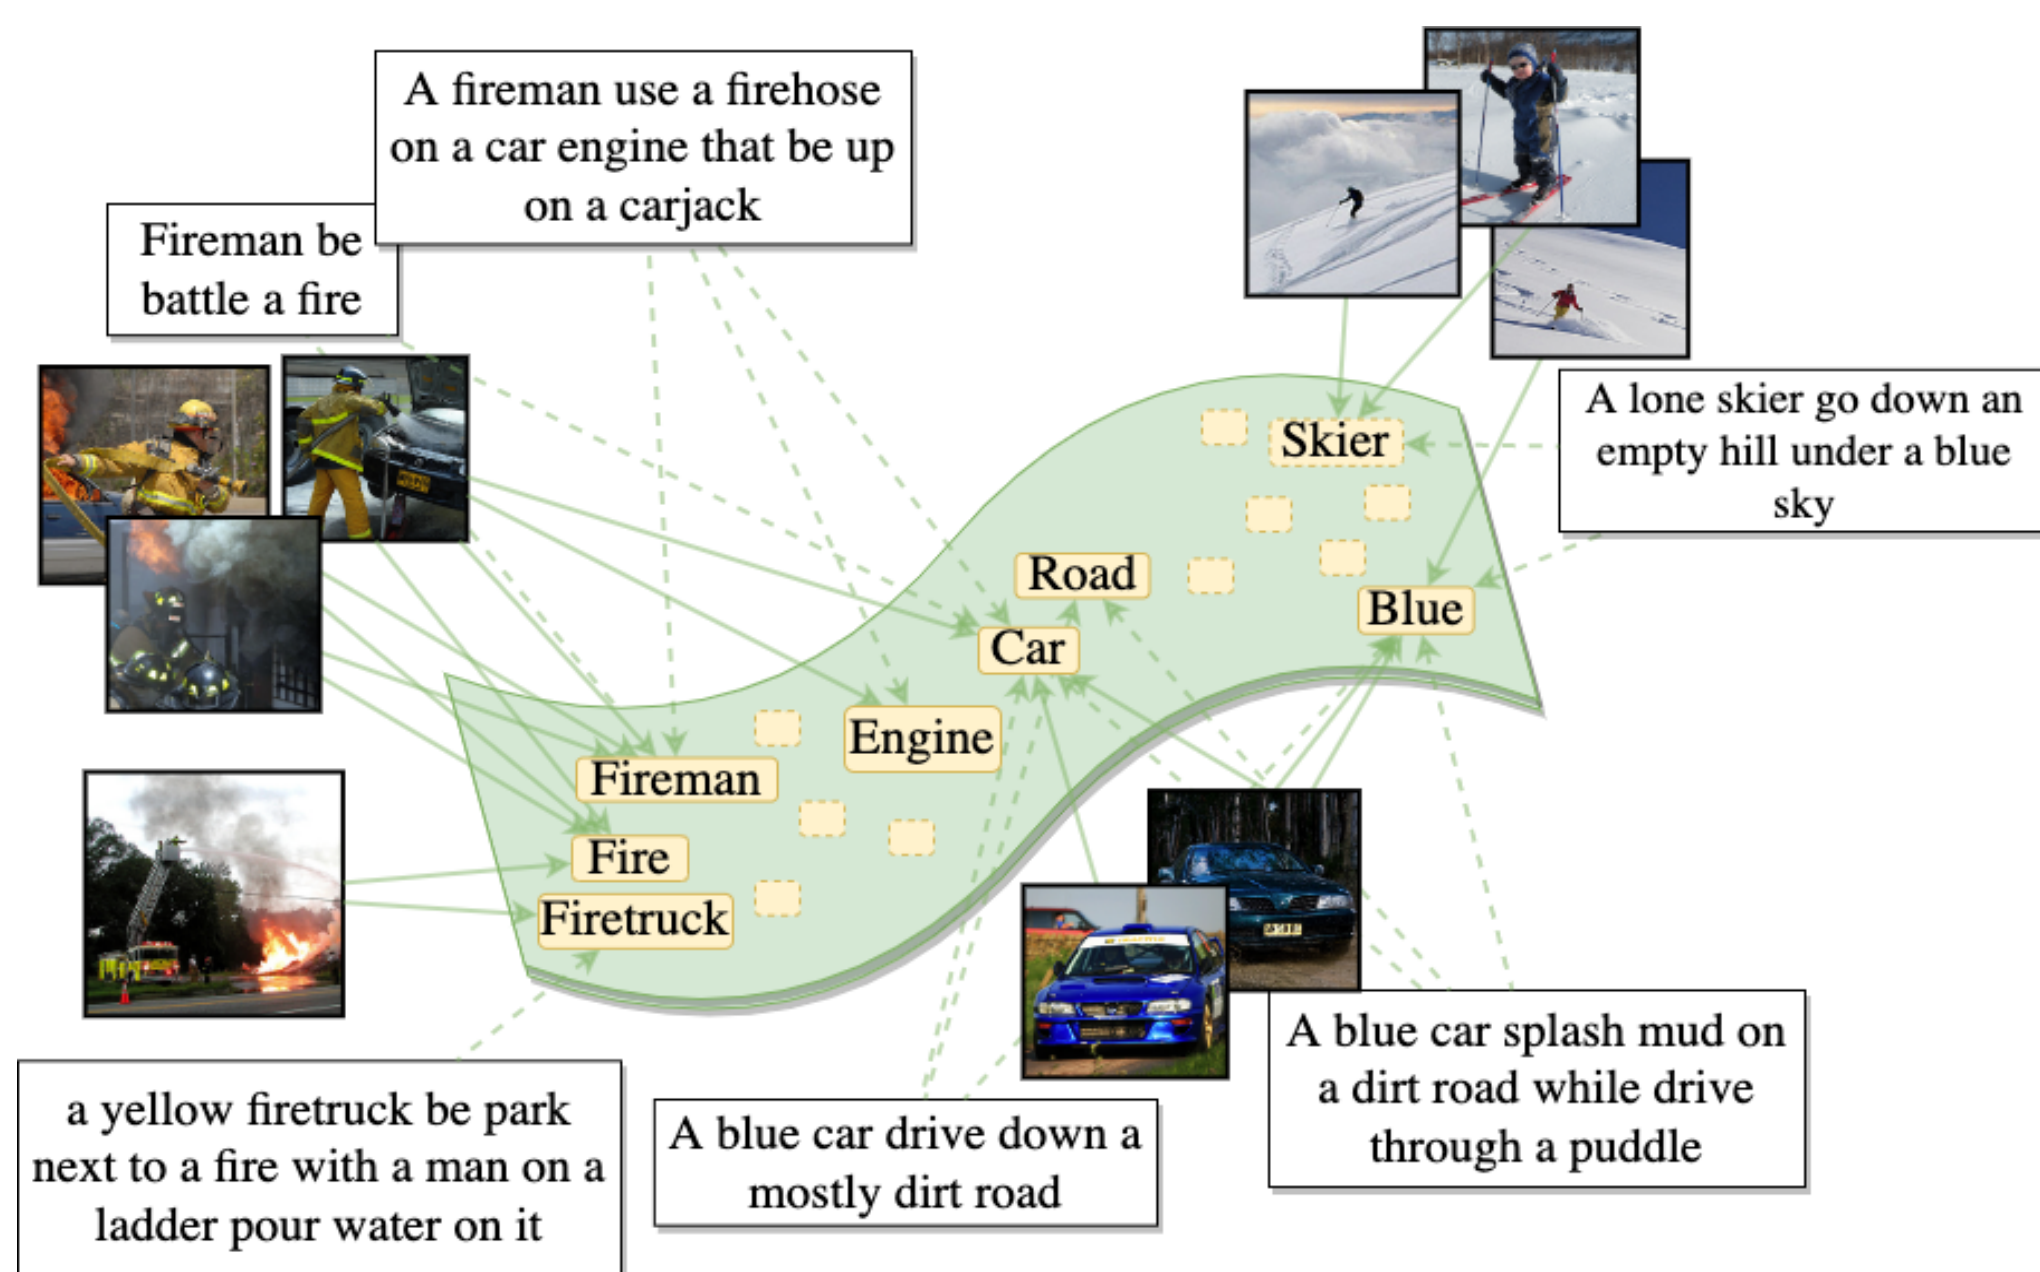 A fireman use a firehose
on a car engine that be up
on a carjack
Fireman be
battle a fire
A lone skier go down an
empty hill under a blue
sky
Skier
Road
Blue
Car
Engine
Fireman
Fire
Firetruck
a yellow firetruck be park
next to a fire with a man on a
ladder pour water on it
A blue car drive down a
mostly dirt road
A blue car splash mud on
a dirt road while drive
through a puddle